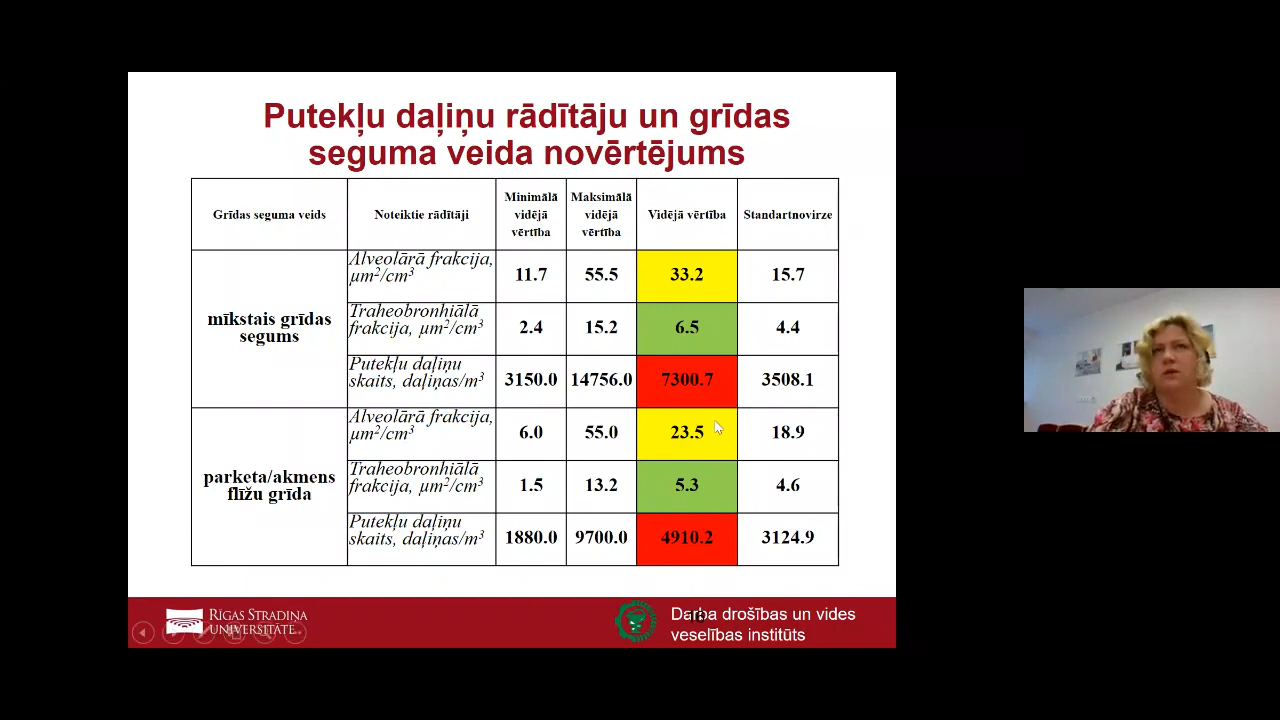 Putekļu daļiņu rādītāju un grīdas
seguma veida novērtējums
Grīdas seguma veids
Noteiktie rādītāji
Minimālā
vidējā
vērtība
Maksimālā
vidējā
vērtība
Vidējā vērtība
Standartnovirze
mīkstais grīdas
segums
Alveolārā frakcija,
µm²/cm³
11.7
55.5
33.2
15.7
Traheobronhiālā
frakcija, µm²/cm³
2.4
15.2
6.5
4.4
Putekļu daļiņu
skaits, daļiņas/m³
3150.0
14756.0
7300.7
3508.1
parketa/akmens
flīžu grīda
Alveolārā frakcija,
µm²/cm³
6.0
55.0
23.5
18.9
Traheobronhiālā
frakcija, µm²/cm³
1.5
13.2
5.3
4.6
Putekļu daļiņu
skaits, daļiņas/m³
1880.0
9700.0
4910.2
3124.9
RĪGAS STRADIŅA
UNIVERSITĀTE
Darba drošības un vides
veselības institūts